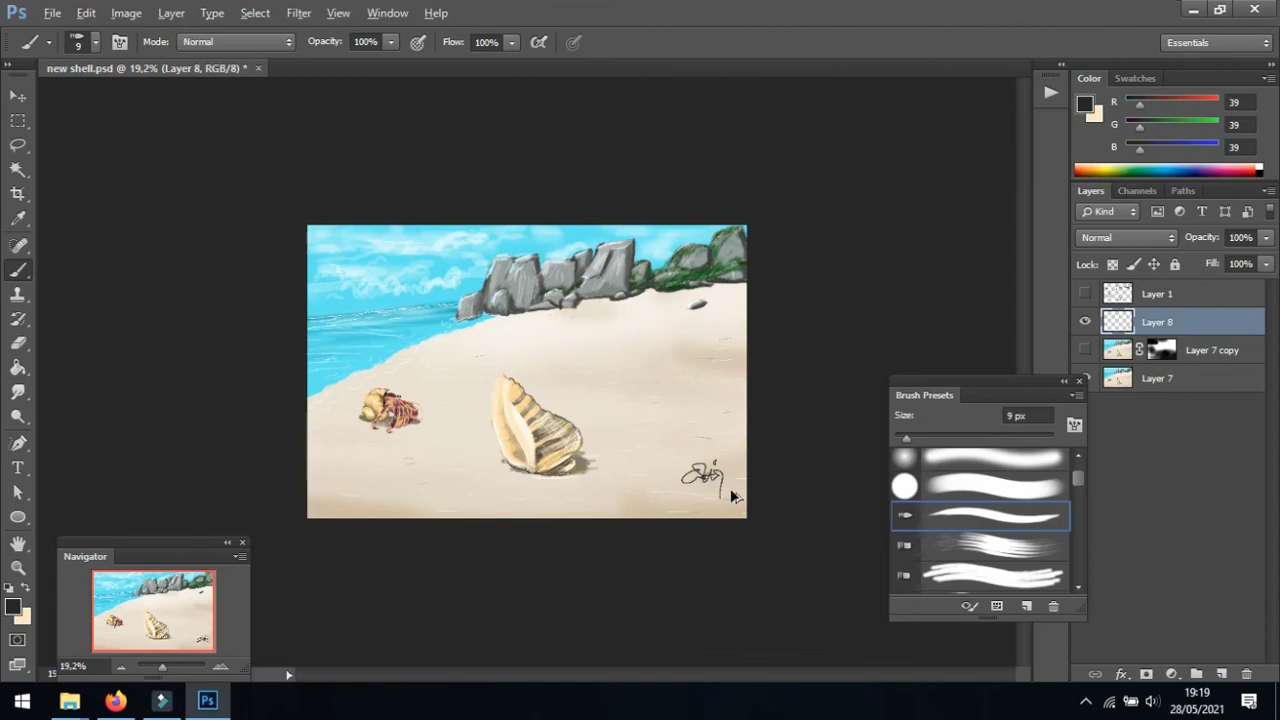 Ps File Edit Image Layer Type Select Filter View Window Help
9 Mode: Normal Opacity: 100% Flow: 100% Essentials
new shell.psd @ 19,2% (Layer 8, RGB/8) *
Color Swatches
R 39
G 39
B 39
Layers Channels Paths
Kind
Normal Opacity: 100%
Lock: Fill: 100%
Layer 1
Layer 8
Layer 7 copy
Layer 7
Brush Presets
Size: 9 px
Navigator
19,2%
Ps
19:19
28/05/2021